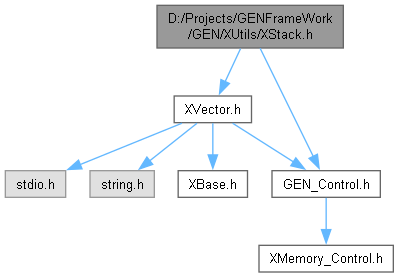 D:/Projects/GENFrameWork
/GEN/XUtils/XStack.h
XVector.h
stdio.h
string.h
XBase.h
GEN_Control.h
XMemory_Control.h